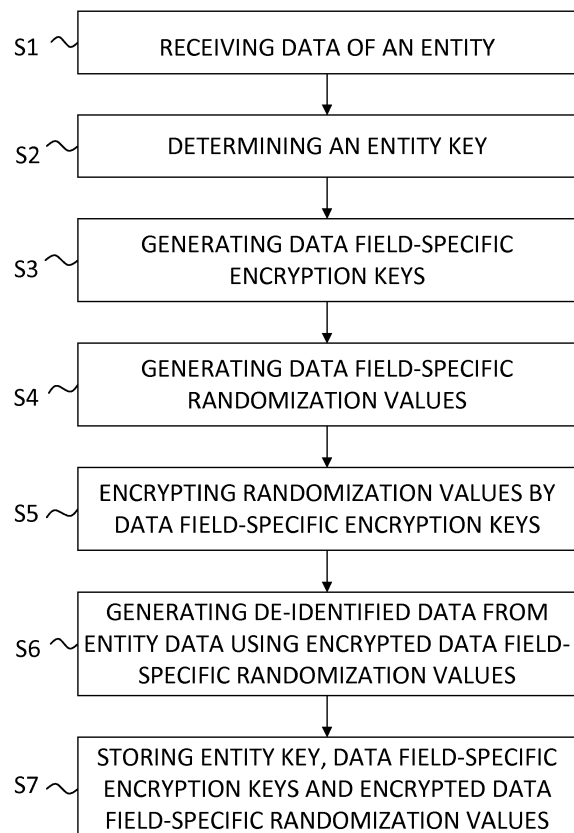 S1
RECEIVING DATA OF AN ENTITY
S2
DETERMINING AN ENTITY KEY
S3
GENERATING DATA FIELD-SPECIFIC
ENCRYPTION KEYS
S4
GENERATING DATA FIELD-SPECIFIC
RANDOMIZATION VALUES
S5
ENCRYPTING RANDOMIZATION VALUES BY
DATA FIELD-SPECIFIC ENCRYPTION KEYS
S6
GENERATING DE-IDENTIFIED DATA FROM
ENTITY DATA USING ENCRYPTED DATA FIELD-
SPECIFIC RANDOMIZATION VALUES
S7
STORING ENTITY KEY, DATA FIELD-SPECIFIC
ENCRYPTION KEYS AND ENCRYPTED DATA
FIELD-SPECIFIC RANDOMIZATION VALUES